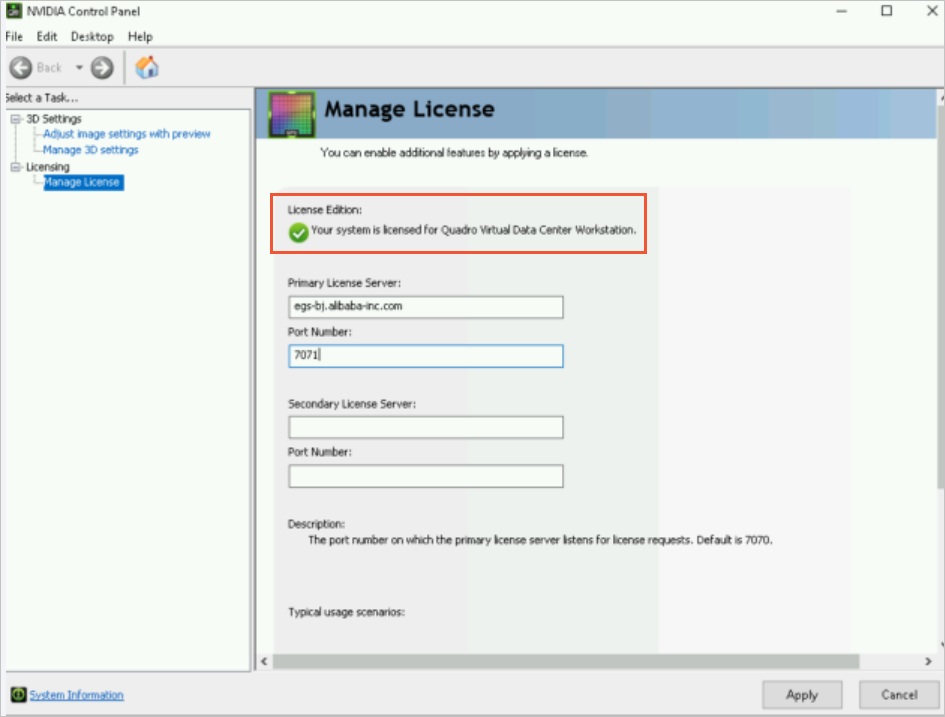 NVIDIA Control Panel
File Edit Desktop Help
Back
Select a Task...
3D Settings
Adjust image settings with preview
Manage 3D settings
Licensing
Manage License
Manage License
You can enable additional features by applying a license.
License Edition:
Your system is licensed for Quadro Virtual Data Center Workstation.
Primary License Server:
egs-bj.alibaba-inc.com
Port Number:
7071
Secondary License Server:
Port Number:
Description:
The port number on which the primary license server listens for license requests. Default is 7070.
Typical usage scenarios:
System Information
Apply
Cancel